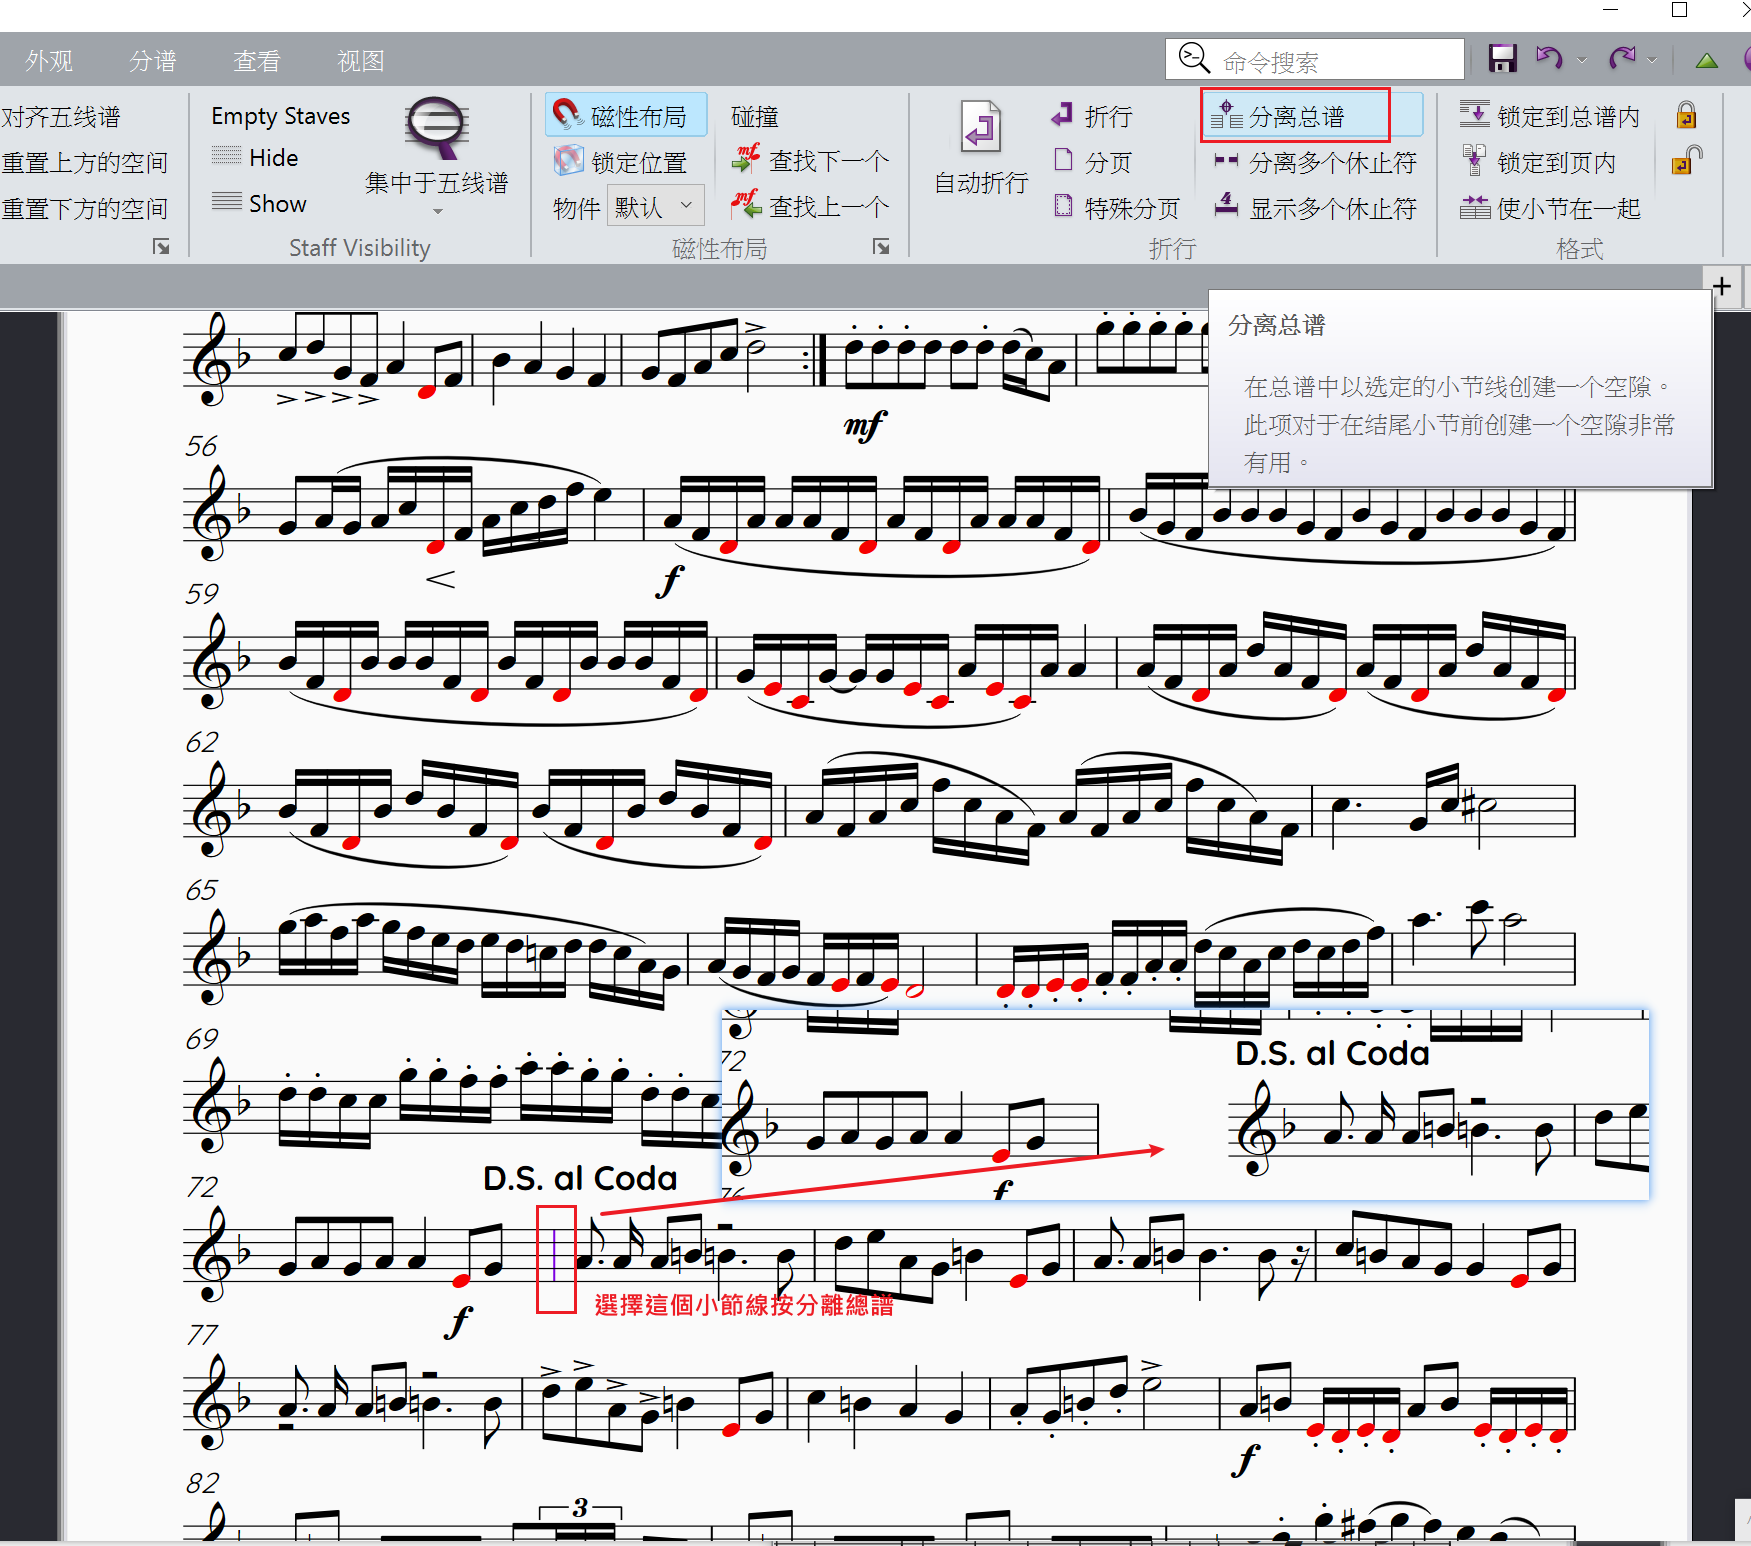 外观 分谱 查看 视图 命令搜索
对齐五线谱 Empty Staves 磁性布局 碰撞 折行 分离总谱 锁定到总谱内
重置上方的空间 Hide 集中于五线谱 锁定位置 查找下一个 自动折行 分页 分离多个休止符 锁定到页内
重置下方的空间 Show 物件 默认 查找上一个 特殊分页 显示多个休止符 使小节在一起
Staff Visibility 磁性布局 折行 格式
分离总谱
在总谱中以选定的小节线创建一个空隙。
此项对于在结尾小节前创建一个空隙非常
有用。
mf
56
f
59
62
65
69
72
D.S. al Coda
76
f
72
D.S. al Coda
選擇這個小節線按分離總譜
f
77
f
82
3